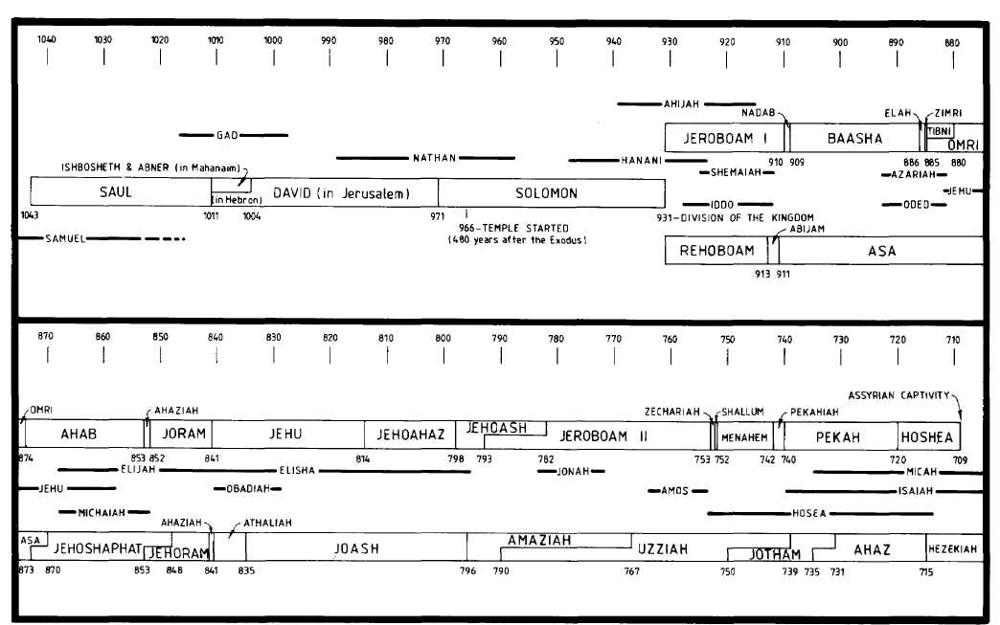 1040 1030 1020 1010 1000 990 980 970 960 950 940 930 920 910 900 890 880
AHIJAH
NADAB ELAH ZIMRI
GAD JEROBOAM I BAASHA TIBNI
OMRI
NATHAN HANANI 910 909 886 885 880
ISHBOSHETH & ABNER (in Mahanaim) SHEMAIAH AZARIAH
SAUL DAVID (in Jerusalem) SOLOMON JEHU
(in Hebron) IDDO ODED
1043 1011 1004 971 931-DIVISION OF THE KINGDOM
966-TEMPLE STARTED ABIJAM
SAMUEL (480 years after the Exodus)
REHOBOAM ASA
913 911
870 860 850 840 830 820 810 800 790 780 770 760 750 740 730 720 710
ASSYRIAN CAPTIVITY
OMRI AHAZIAH ZECHARIAH SHALLUM PEKAHIAH
AHAB JORAM JEHU JEHOAHAZ JEHOASH JEROBOAM II MENAHEM PEKAH HOSHEA
874 853 852 841 814 798 793 782 753 752 742 740 720 709
ELIJAH ELISHA JONAH MICAH
JEHU OBADIAH AMOS ISAIAH
MICHAIAH HOSEA
AHAZIAH ATHALIAH
ASA JEHOSHAPHAT JEHORAM JOASH AMAZIAH UZZIAH JOTHAM AHAZ HEZEKIAH
873 870 853 848 841 835 796 790 767 750 739 735 731 715